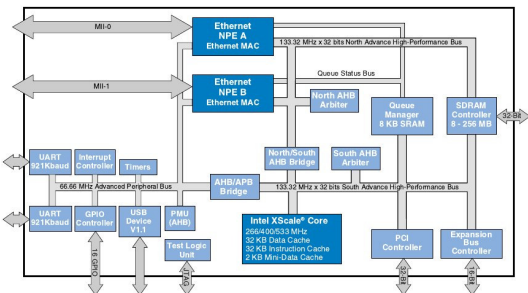 MII-0
Ethernet
NPE A
Ethernet MAC
133.32 MHz x 32 bits North Advance High-Performance Bus
Queue Status Bus
MII-1
Ethernet
NPE B
Ethernet MAC
North AHB
Arbiter
Queue
Manager
8 KB SRAM
SDRAM
Controller
8 - 256 MB
32-Bit
UART
921Kbaud
Interrupt
Controller
Timers
North/South
AHB Bridge
South AHB
Arbiter
66.66 MHz Advanced Peripheral Bus
AHB/APB
Bridge
133.32 MHz x 32 bits South Advance High-Performance Bus
UART
921Kbaud
GPIO
Controller
USB
Device
V1.1
PMU
(AHB)
Test Logic
Unit
Intel XScale® Core
266/400/533 MHz
32 KB Data Cache
32 KB Instruction Cache
2 KB Mini-Data Cache
PCI
Controller
Expansion
Bus
Controller
16 GPIO
JTAG
32-Bit
16-Bit